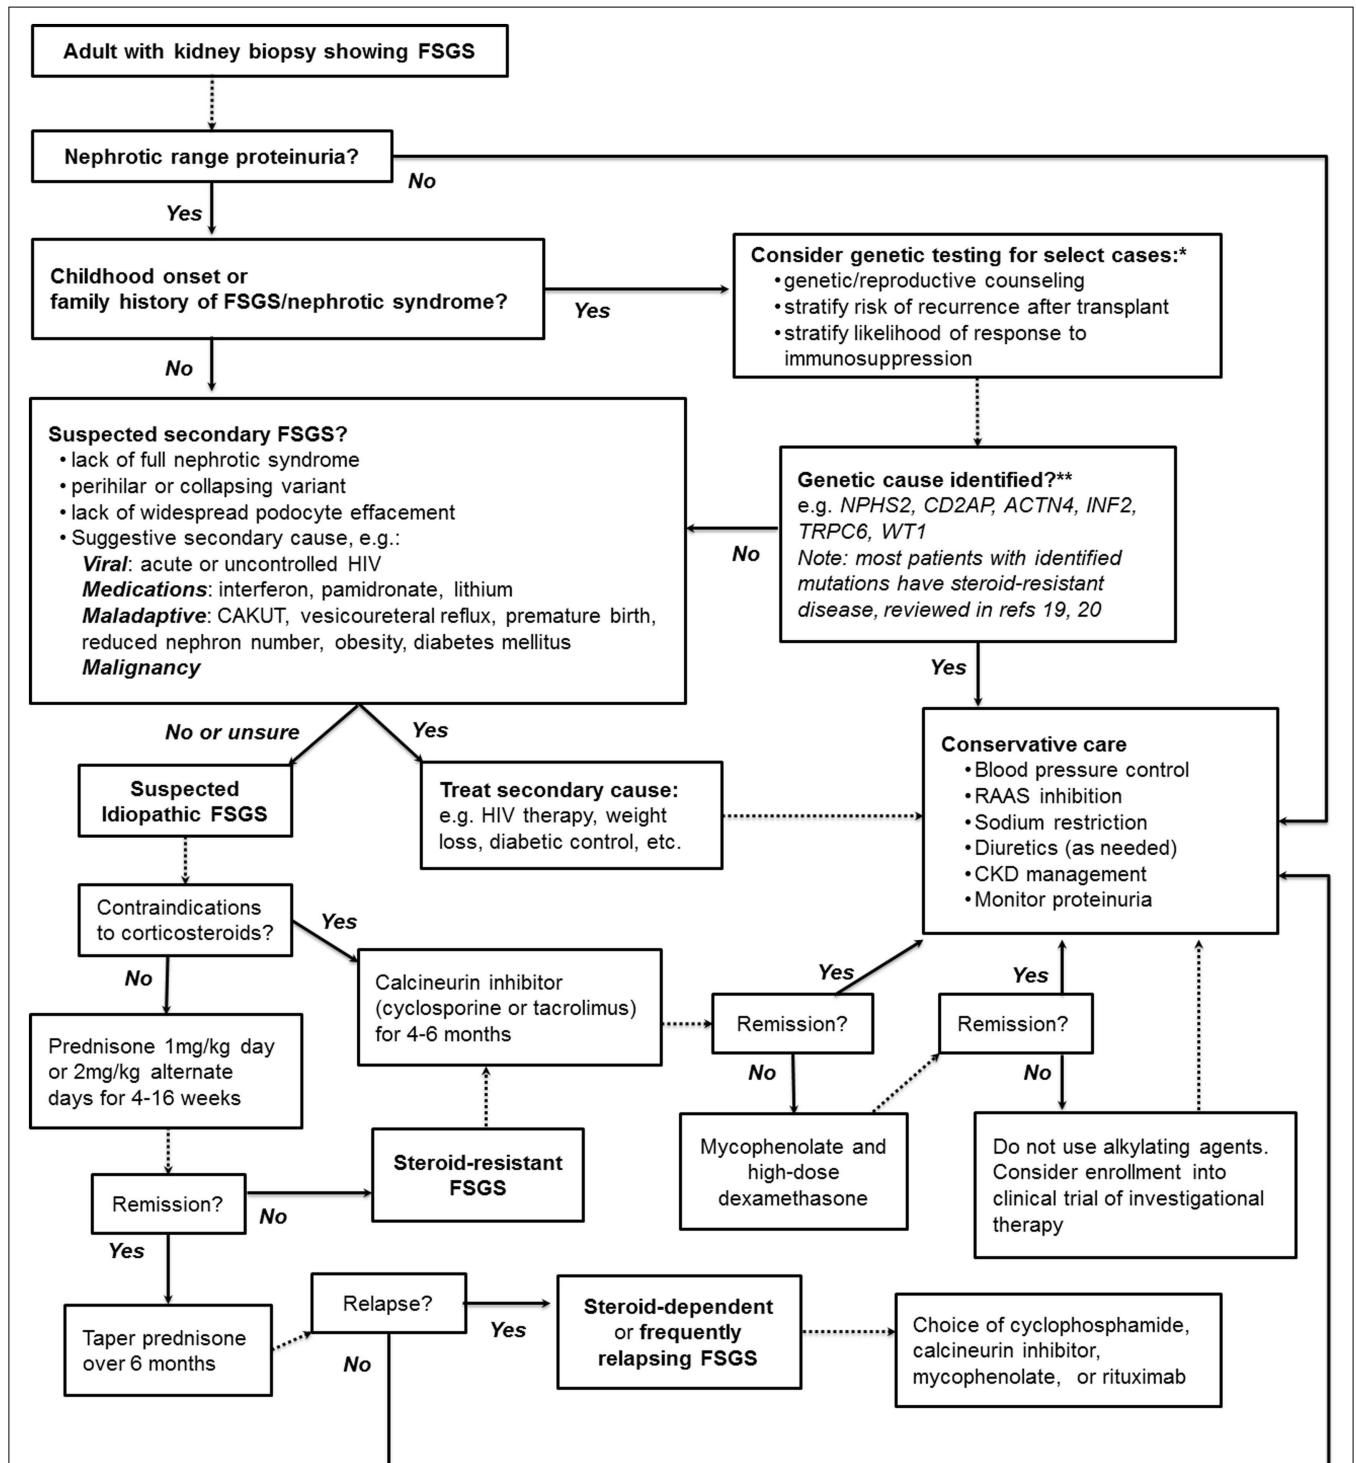 Adult with kidney biopsy showing FSGS
Nephrotic range proteinuria?
No
Yes
Childhood onset or
family history of FSGS/nephrotic syndrome?
Yes
No
Consider genetic testing for select cases:*
• genetic/reproductive counseling
• stratify risk of recurrence after transplant
• stratify likelihood of response to
immunosuppression
Suspected secondary FSGS?
• lack of full nephrotic syndrome
• perihilar or collapsing variant
• lack of widespread podocyte effacement
• Suggestive secondary cause, e.g.:
Viral: acute or uncontrolled HIV
Medications: interferon, pamidronate, lithium
Maladaptive: CAKUT, vesicoureteral reflux, premature birth,
reduced nephron number, obesity, diabetes mellitus
Malignancy
Genetic cause identified?**
e.g. NPHS2, CD2AP, ACTN4, INF2,
TRPC6, WT1
Note: most patients with identified
mutations have steroid-resistant
disease, reviewed in refs 19, 20
No
Yes
No or unsure
Yes
Suspected
Idiopathic FSGS
Treat secondary cause:
e.g. HIV therapy, weight
loss, diabetic control, etc.
Conservative care
• Blood pressure control
• RAAS inhibition
• Sodium restriction
• Diuretics (as needed)
• CKD management
• Monitor proteinuria
Contraindications
to corticosteroids?
Yes
No
Calcineurin inhibitor
(cyclosporine or tacrolimus)
for 4-6 months
Remission?
Yes
No
Remission?
Yes
No
Prednisone 1mg/kg day
or 2mg/kg alternate
days for 4-16 weeks
Steroid-resistant
FSGS
Mycophenolate and
high-dose
dexamethasone
Do not use alkylating agents.
Consider enrollment into
clinical trial of investigational
therapy
Remission?
No
Yes
Taper prednisone
over 6 months
Relapse?
Yes
No
Steroid-dependent
or frequently
relapsing FSGS
Choice of cyclophosphamide,
calcineurin inhibitor,
mycophenolate, or rituximab